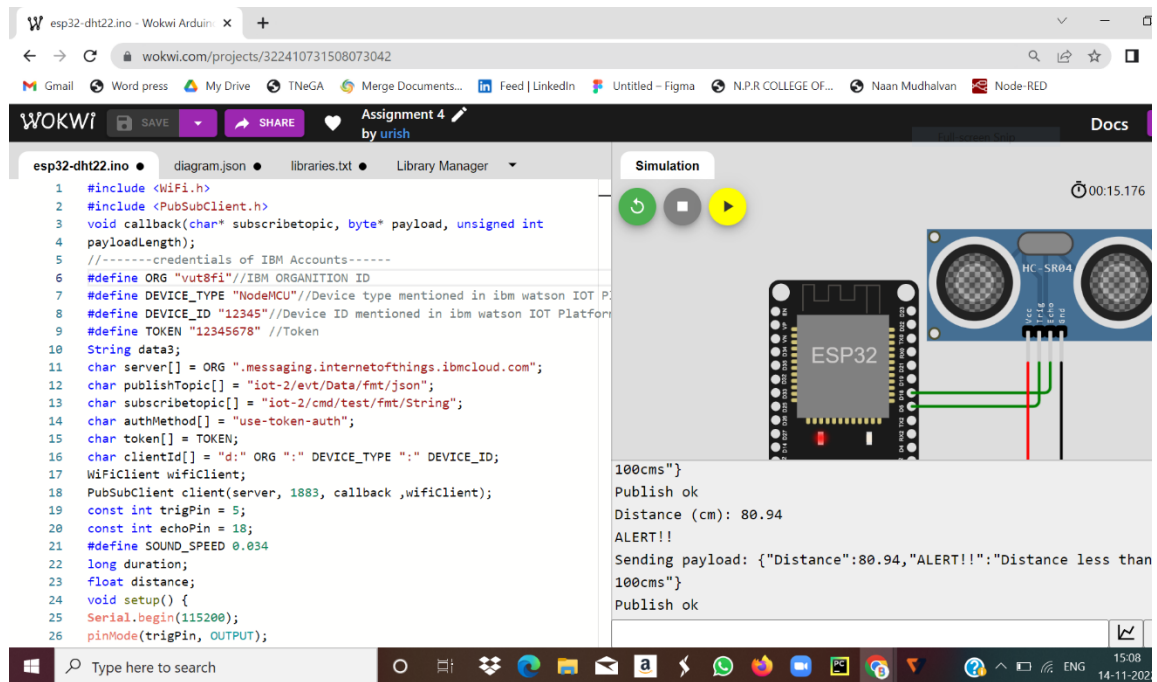 esp32-dht22.ino - Wokwi Arduin
wokwi.com/projects/322410731508073042
Gmail Word press My Drive TNeGA Merge Documents... Feed | LinkedIn Untitled – Figma N.P.R COLLEGE OF... Naan Mudhalvan Node-RED
WOKWI SAVE SHARE Assignment 4 Docs
by urish
Full-screen Snip
esp32-dht22.ino ● diagram.json ● libraries.txt ● Library Manager Simulation
00:15.176
1 #include <WiFi.h>
2 #include <PubSubClient.h>
3 void callback(char* subscribetopic, byte* payload, unsigned int
4 payloadLength);
5 //-------credentials of IBM Accounts------
6 #define ORG "vut8fi"//IBM ORGANITION ID
7 #define DEVICE_TYPE "NodeMCU"//Device type mentioned in ibm watson IOT P
8 #define DEVICE_ID "12345"//Device ID mentioned in ibm watson IOT Platfor
9 #define TOKEN "12345678" //Token
10 String data3;
11 char server[] = ORG ".messaging.internetofthings.ibmcloud.com";
12 char publishTopic[] = "iot-2/evt/Data/fmt/json";
13 char subscribetopic[] = "iot-2/cmd/test/fmt/String";
14 char authMethod[] = "use-token-auth";
15 char token[] = TOKEN;
16 char clientId[] = "d:" ORG ":" DEVICE_TYPE ":" DEVICE_ID;
17 WiFiClient wifiClient;
18 PubSubClient client(server, 1883, callback ,wifiClient);
19 const int trigPin = 5;
20 const int echoPin = 18;
21 #define SOUND_SPEED 0.034
22 long duration;
23 float distance;
24 void setup() {
25 Serial.begin(115200);
26 pinMode(trigPin, OUTPUT);
HC-SR04
Vcc
Trig
Echo
Gnd
ESP32
100cms"}
Publish ok
Distance (cm): 80.94
ALERT!!
Sending payload: {"Distance":80.94,"ALERT!!":"Distance less than
100cms"}
Publish ok
Type here to search
ENG
15:08
14-11-202